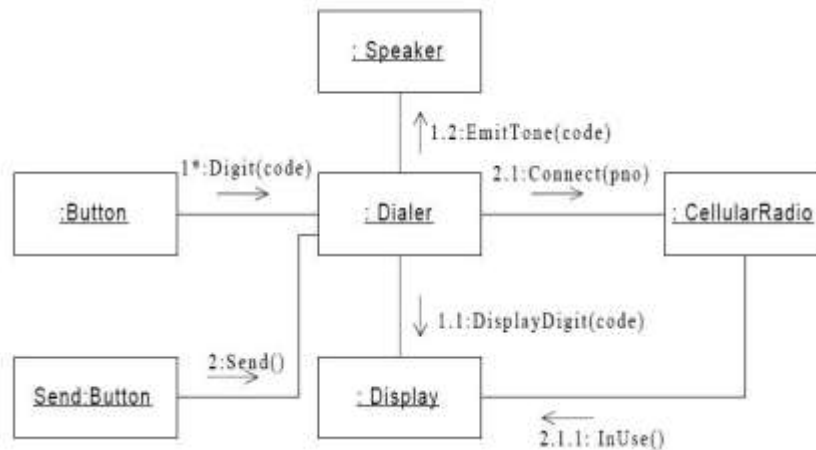 : Speaker
1.2:EmitTone(code)
1*:Digit(code)
2.1:Connect(pno)
:Button
: Dialer
: CellularRadio
1.1:DisplayDigit(code)
2:Send()
Send:Button
: Display
2.1.1: InUse()